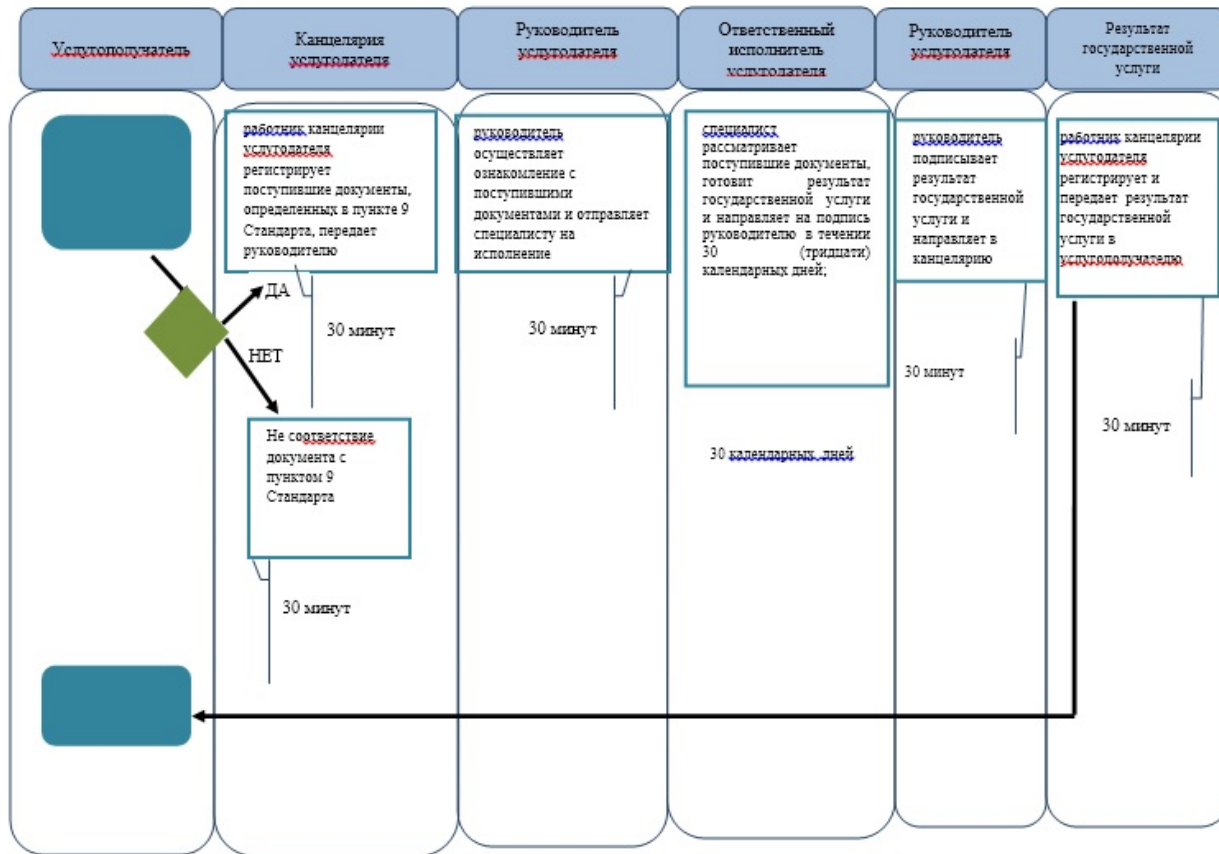 Услугополучатель
Канцелярия
услугодателя
Руководитель
услугодателя
Ответственный
исполнитель
услугодателя
Руководитель
услугодателя
Результат
государственной
услуги
работник канцелярии
услугодателя
регистрирует
поступившие документы,
определенных в пункте 9
Стандарта, передает
руководителю
руководитель
осуществляет
ознакомление с
поступившими
документами и отправляет
специалисту на
исполнение
специалист
рассматривает
поступившие документы,
готовит результат
государственной услуги
и направляет на подпись
руководителю в течении
30 (тридцати)
календарных дней;
руководитель
подписывает
результат
государственной
услуги и
направляет в
канцелярию
работник канцелярии
услугодателя
регистрирует и
передает результат
государственной
услуги в
услугополучателю
ДА
НЕТ
30 минут
30 минут
30 календарных дней
30 минут
30 минут
Не соответствие
документа с
пунктом 9
Стандарта
30 минут